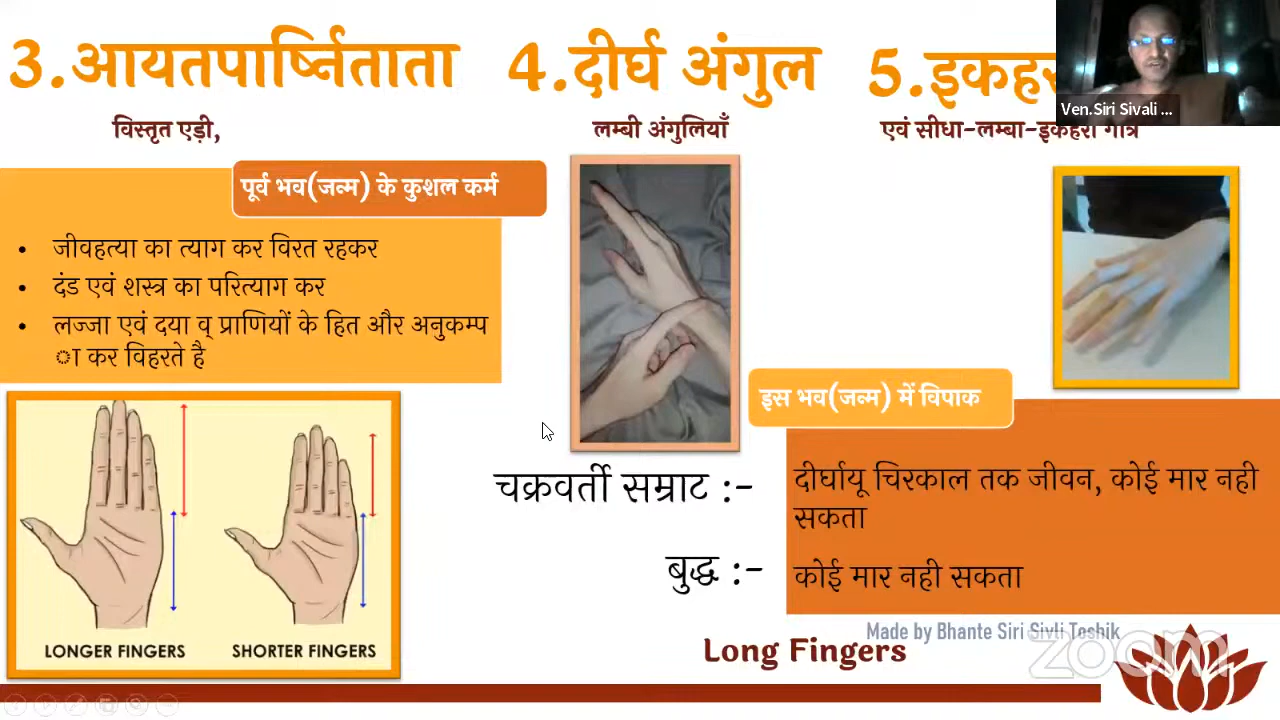 3.आयतपार्ष्निताता
4.दीर्घ अंगुल
5.इकहरा
Ven.Siri Sivali ...
विस्तृत एड़ी,
लम्बी अंगुलियाँ
एवं सीधा-लम्बा-इकहरा गात्र
पूर्व भव(जन्म) के कुशल कर्म
• जीवहत्या का त्याग कर विरत रहकर
• दंड एवं शस्त्र का परित्याग कर
• लज्जा एवं दया व् प्राणियों के हित और अनुकम्प
ा कर विहरते है
इस भव(जन्म) में विपाक
चक्रवर्ती सम्राट :-
दीर्घायू चिरकाल तक जीवन, कोई मार नही
सकता
बुद्ध :-
कोई मार नही सकता
LONGER FINGERS
SHORTER FINGERS
Made by Bhante Siri Sivli Teshik
Long Fingers
zoom